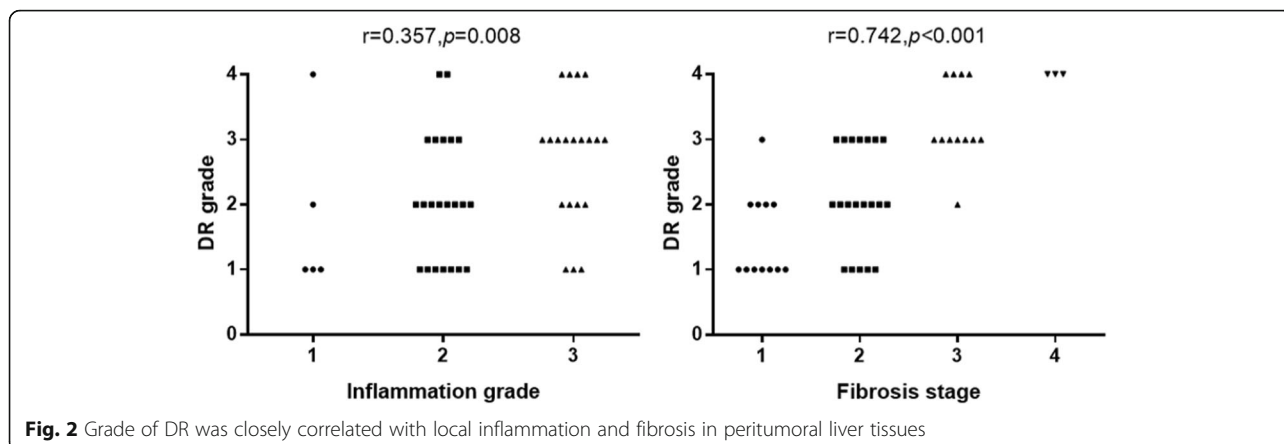 r=0.357,p=0.008
DR grade
4
3
2
1
0
1 2 3
Inflammation grade
r=0.742,p<0.001
DR grade
4
3
2
1
0
1 2 3 4
Fibrosis stage
Fig. 2 Grade of DR was closely correlated with local inflammation and fibrosis in peritumoral liver tissues